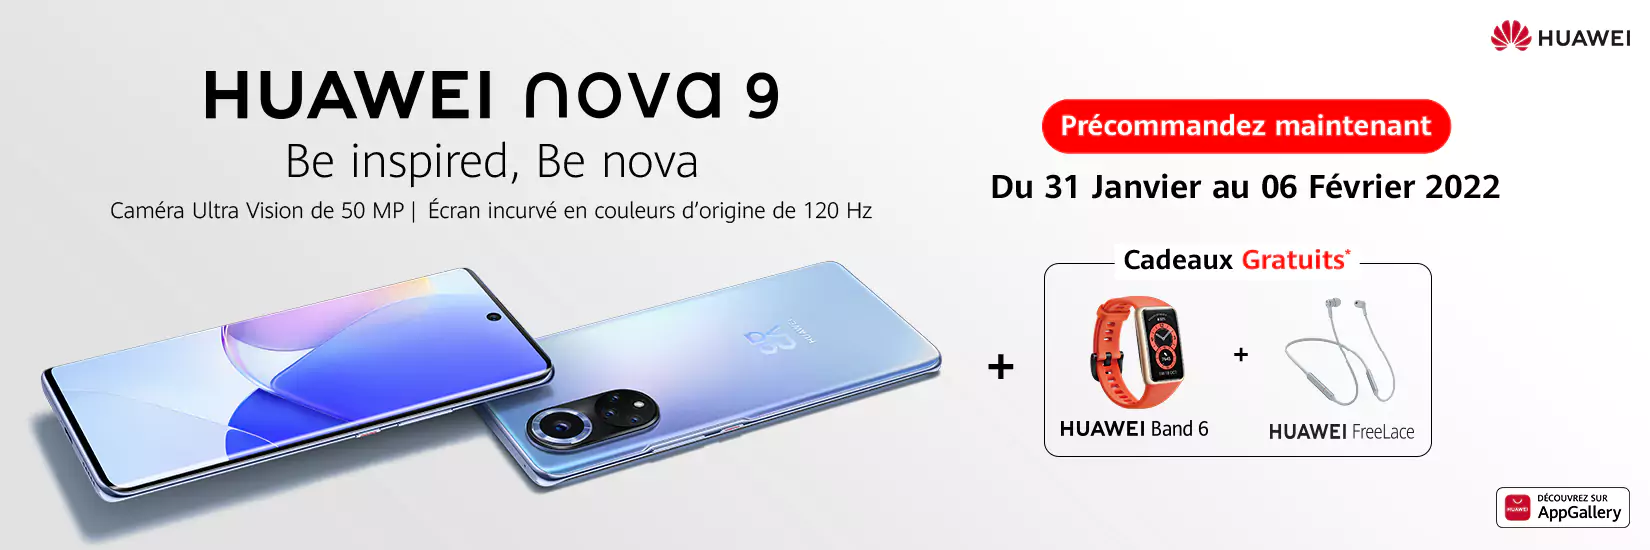 HUAWEI
HUAWEI nova 9
Be inspired, Be nova
Caméra Ultra Vision de 50 MP | Écran incurvé en couleurs d’origine de 120 Hz
Précommandez maintenant
Du 31 Janvier au 06 Février 2022
Cadeaux Gratuits*
+
+
HUAWEI Band 6
HUAWEI FreeLace
HUAWEI
HUAWEI
DÉCOUVREZ SUR
AppGallery